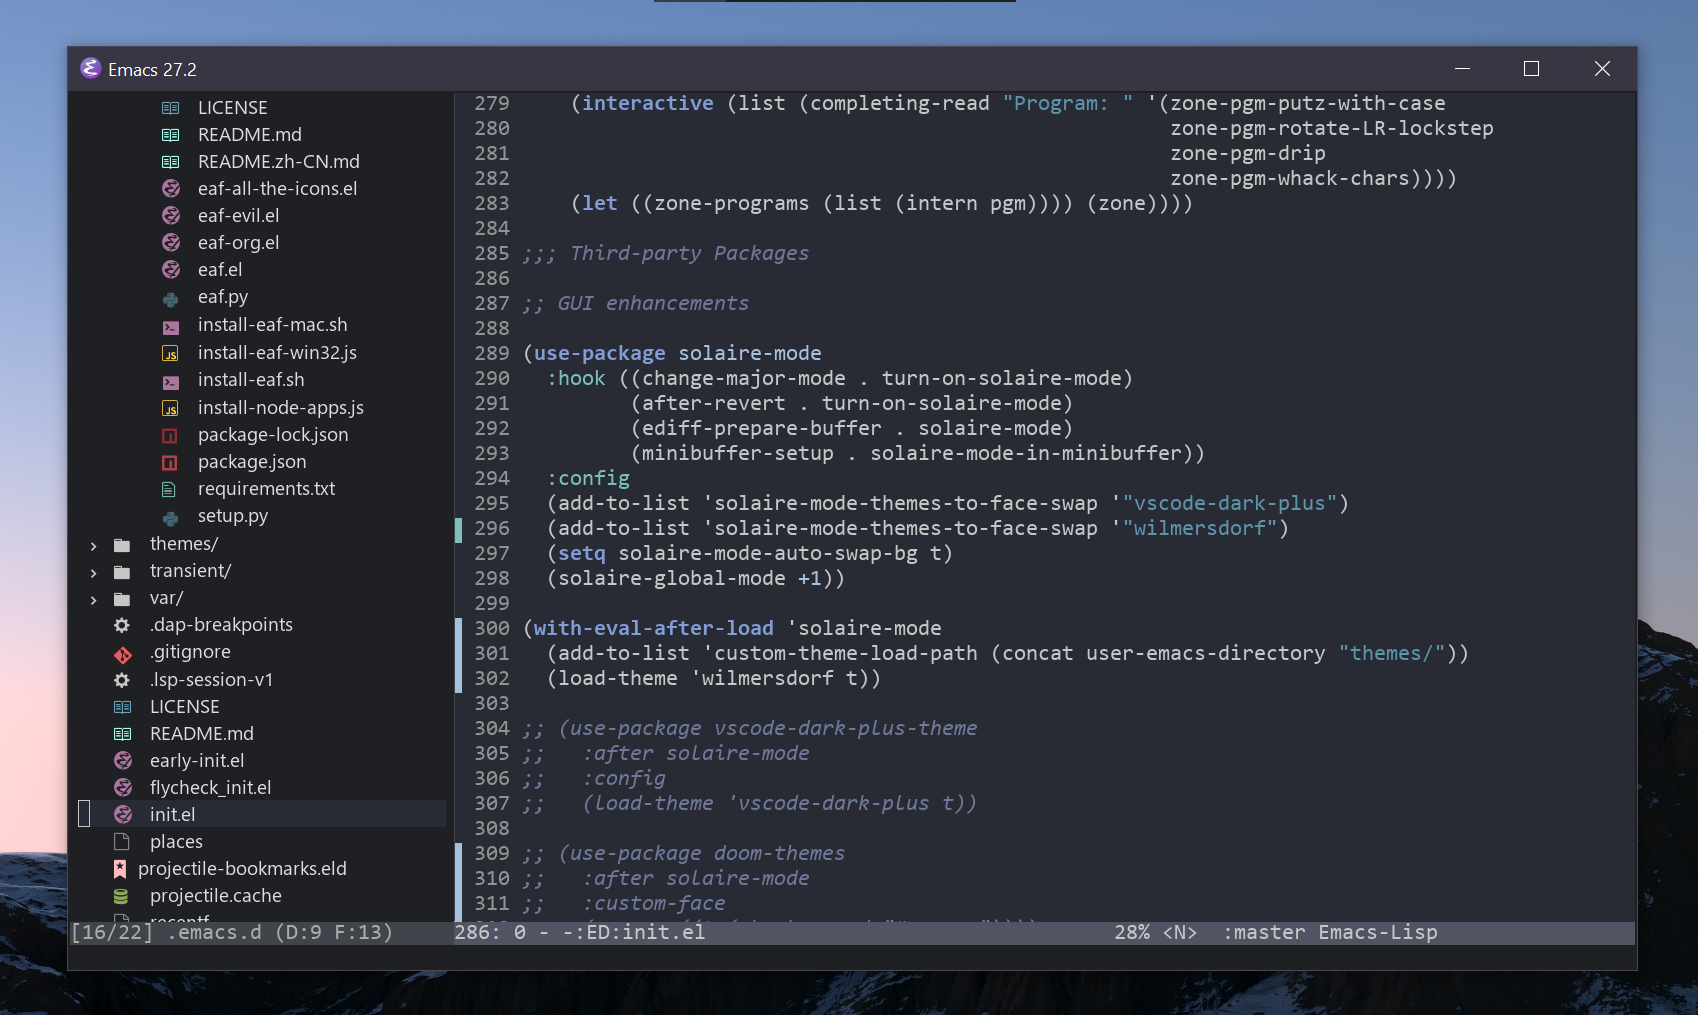 Emacs 27.2
LICENSE
README.md
README.zh-CN.md
eaf-all-the-icons.el
eaf-evil.el
eaf-org.el
eaf.el
eaf.py
install-eaf-mac.sh
install-eaf-win32.js
install-eaf.sh
install-node-apps.js
package-lock.json
package.json
requirements.txt
setup.py
themes/
transient/
var/
.dap-breakpoints
.gitignore
.lsp-session-v1
LICENSE
README.md
early-init.el
flycheck_init.el
init.el
places
projectile-bookmarks.eld
projectile.cache
recentf
[16/22] .emacs.d (D:9 F:13)
279     (interactive (list (completing-read "Program: " '(zone-pgm-putz-with-case
280                                                       zone-pgm-rotate-LR-lockstep
281                                                       zone-pgm-drip
282                                                       zone-pgm-whack-chars))))
283     (let ((zone-programs (list (intern pgm)))) (zone))))
284
285 ;;; Third-party Packages
286
287 ;; GUI enhancements
288
289 (use-package solaire-mode
290   :hook ((change-major-mode . turn-on-solaire-mode)
291          (after-revert . turn-on-solaire-mode)
292          (ediff-prepare-buffer . solaire-mode)
293          (minibuffer-setup . solaire-mode-in-minibuffer))
294   :config
295   (add-to-list 'solaire-mode-themes-to-face-swap '"vscode-dark-plus")
296   (add-to-list 'solaire-mode-themes-to-face-swap '"wilmersdorf")
297   (setq solaire-mode-auto-swap-bg t)
298   (solaire-global-mode +1))
299
300 (with-eval-after-load 'solaire-mode
301   (add-to-list 'custom-theme-load-path (concat user-emacs-directory "themes/"))
302   (load-theme 'wilmersdorf t))
303
304 ;; (use-package vscode-dark-plus-theme
305 ;;   :after solaire-mode
306 ;;   :config
307 ;;   (load-theme 'vscode-dark-plus t))
308
309 ;; (use-package doom-themes
310 ;;   :after solaire-mode
311 ;;   :custom-face
286: 0 - -:ED:init.el 28% <N> :master Emacs-Lisp